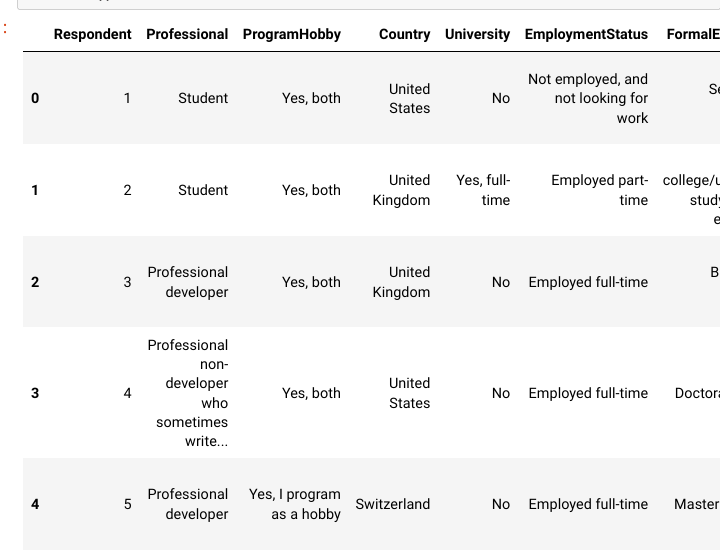 : Respondent Professional ProgramHobby Country University EmploymentStatus FormalE
0 1 Student Yes, both United States No Not employed, and not looking for work Se
1 2 Student Yes, both United Kingdom Yes, full-time Employed part-time college/u study e
2 3 Professional developer Yes, both United Kingdom No Employed full-time B
3 4 Professional non-developer who sometimes write... Yes, both United States No Employed full-time Doctora
4 5 Professional developer Yes, I program as a hobby Switzerland No Employed full-time Master